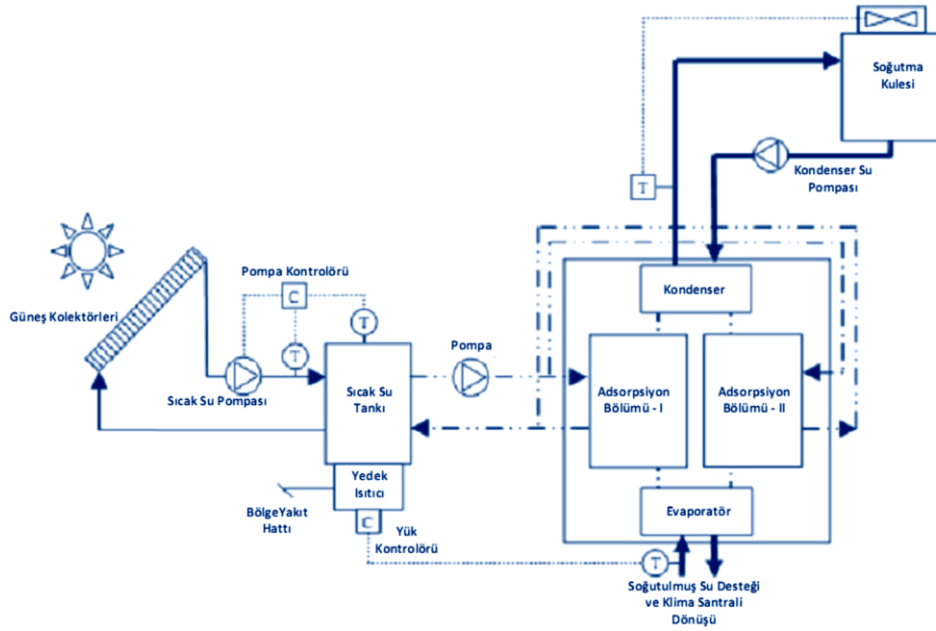 Soğutma
Kulesi
Kondenser Su
Pompası
T
Pompa Kontrolörü
C
Kondenser
Güneş Kolektörleri
T
T
Pompa
Sıcak Su Pompası
Sıcak Su
Tankı
Adsorpsiyon
Bölümü - I
Adsorpsiyon
Bölümü - II
Yedek
Isıtıcı
BölgeYakıt
Hattı
C
Yük
Kontrolörü
Evaporatör
T
Soğutulmuş Su Desteği
ve Klima Santrali
Dönüşü